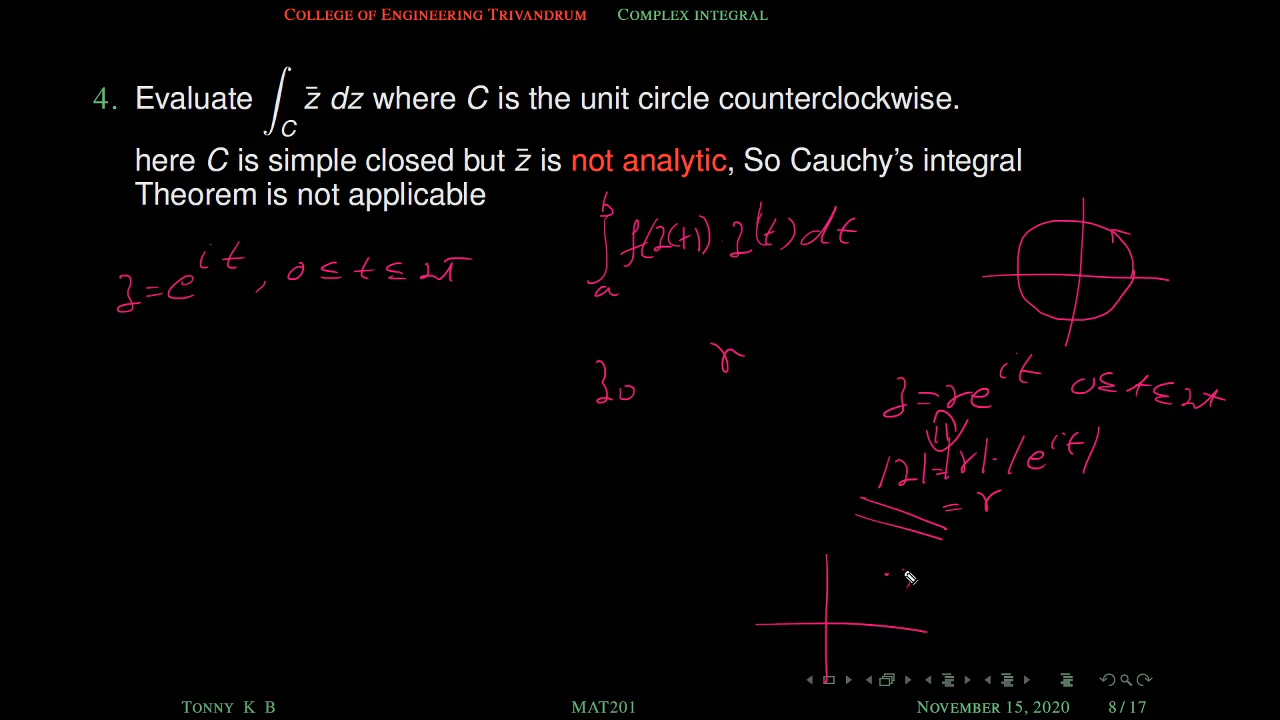 COLLEGE OF ENGINEERING TRIVANDRUM COMPLEX INTEGRAL
4. Evaluate ∫_C z̄ dz where C is the unit circle counterclockwise.
here C is simple closed but z̄ is not analytic, So Cauchy's integral
Theorem is not applicable
∫_a^b f(z(t)) · z'(t) dt
z = e^{it}, 0 ≤ t ≤ 2π
z₀ r
z = re^{it} 0 ≤ t ≤ 2π
|z| = |r| · |e^{it}|
= r
TONNY K B MAT201 NOVEMBER 15, 2020 8 / 17